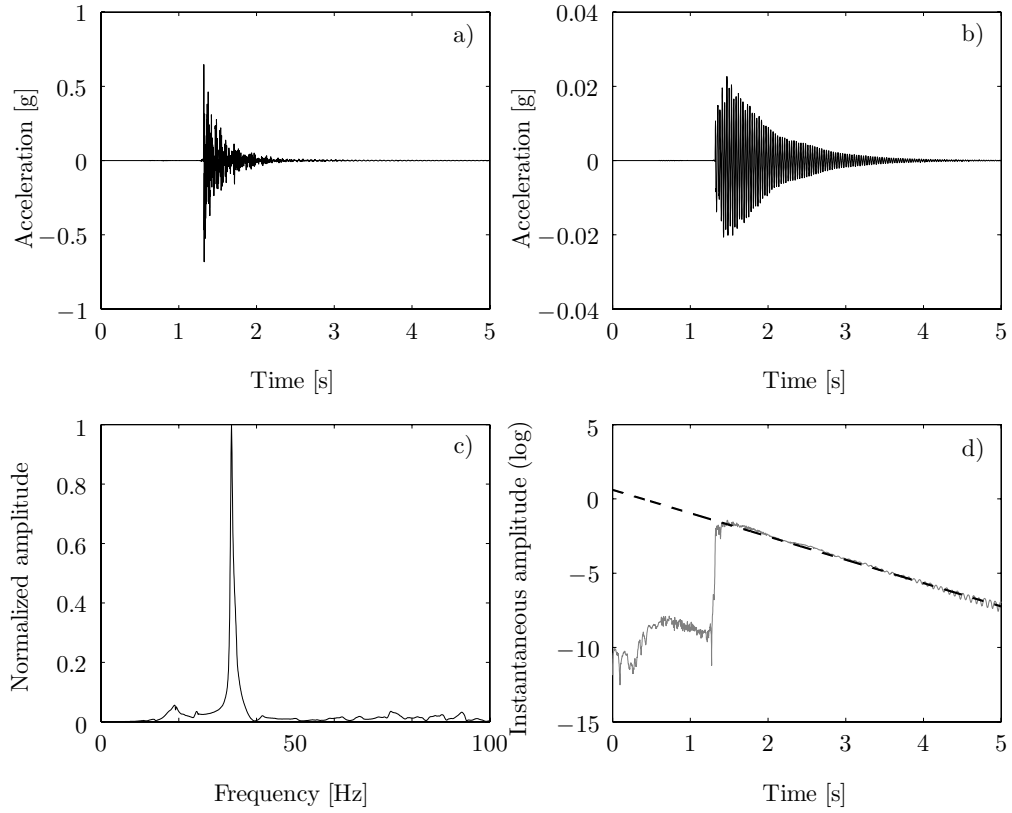 1
0.5
0
−0.5
−1
0 1 2 3 4 5
Acceleration [g]
Time [s]
a)
0.04
0.02
0
−0.02
−0.04
0 1 2 3 4 5
Acceleration [g]
Time [s]
b)
1
0.8
0.6
0.4
0.2
0
0 50 100
Normalized amplitude
Frequency [Hz]
c)
5
0
−5
−10
−15
0 1 2 3 4 5
Instantaneous amplitude (log)
Time [s]
d)